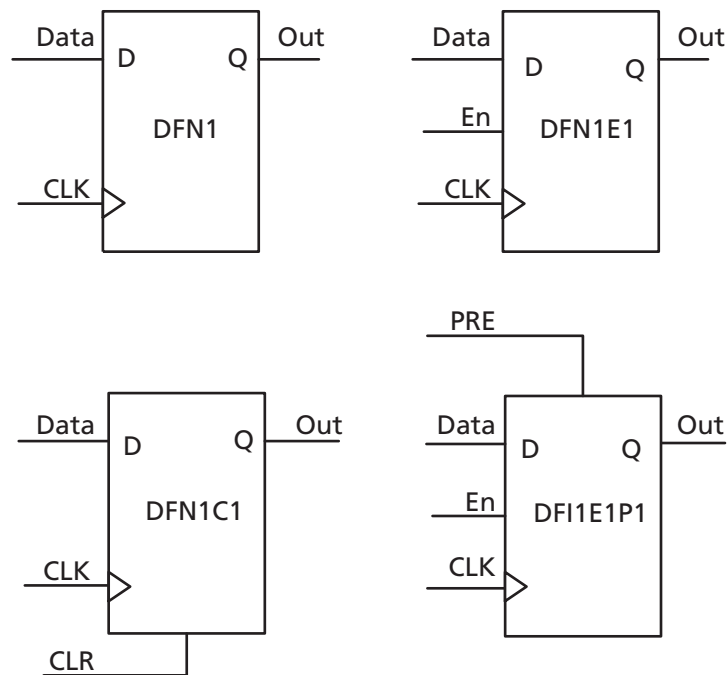 Data
D
Q
Out
DFN1
CLK
Data
D
Q
Out
En
DFN1E1
CLK
Data
D
Q
Out
DFN1C1
CLK
CLR
PRE
Data
D
Q
Out
En
DFI1E1P1
CLK